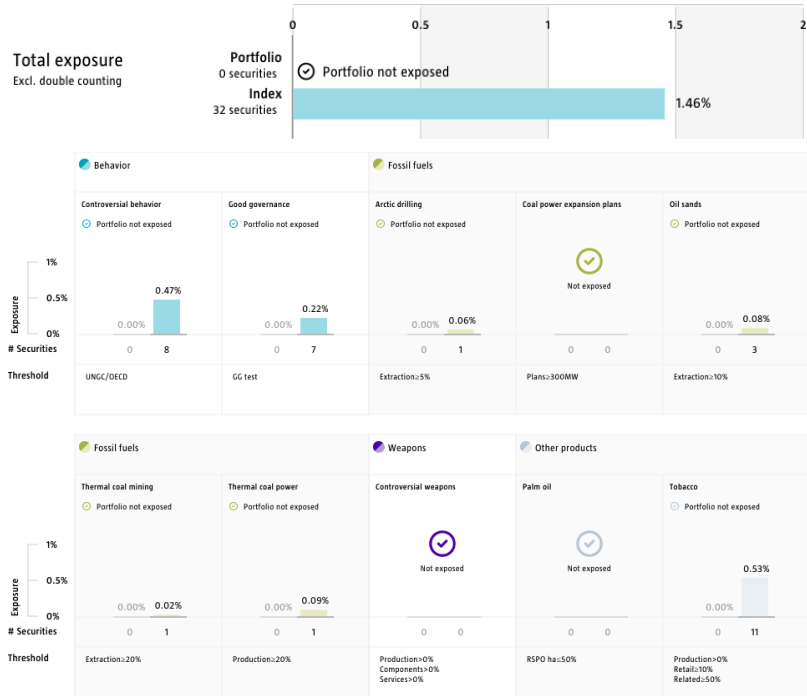 0 0.5 1 1.5 2
Total exposure
Excl. double counting
Portfolio
0 securities
Portfolio not exposed
Index
32 securities
1.46%
Behavior
Fossil fuels
Controversial behavior
Good governance
Arctic drilling
Coal power expansion plans
Oil sands
Portfolio not exposed
Portfolio not exposed
Portfolio not exposed
Portfolio not exposed
Not exposed
Exposure
1%
0.5%
0%
0.00% 0.47%
0.00% 0.22%
0.00% 0.06%
0.00% 0.08%
# Securities 0 8 0 7 0 1 0 0 0 3
Threshold UNGC/OECD GG test Extraction≥5% Plans≥300MW Extraction≥10%
Fossil fuels
Weapons
Other products
Thermal coal mining
Thermal coal power
Controversial weapons
Palm oil
Tobacco
Portfolio not exposed
Portfolio not exposed
Portfolio not exposed
Not exposed
Not exposed
Exposure
1%
0.5%
0%
0.00% 0.02%
0.00% 0.09%
0.00% 0.53%
# Securities 0 1 0 1 0 0 0 0 0 11
Threshold Extraction≥20% Production≥20%
Production>0%
Components>0%
Services>0%
RSPO ha≤50%
Production>0%
Retail≥10%
Related≥50%